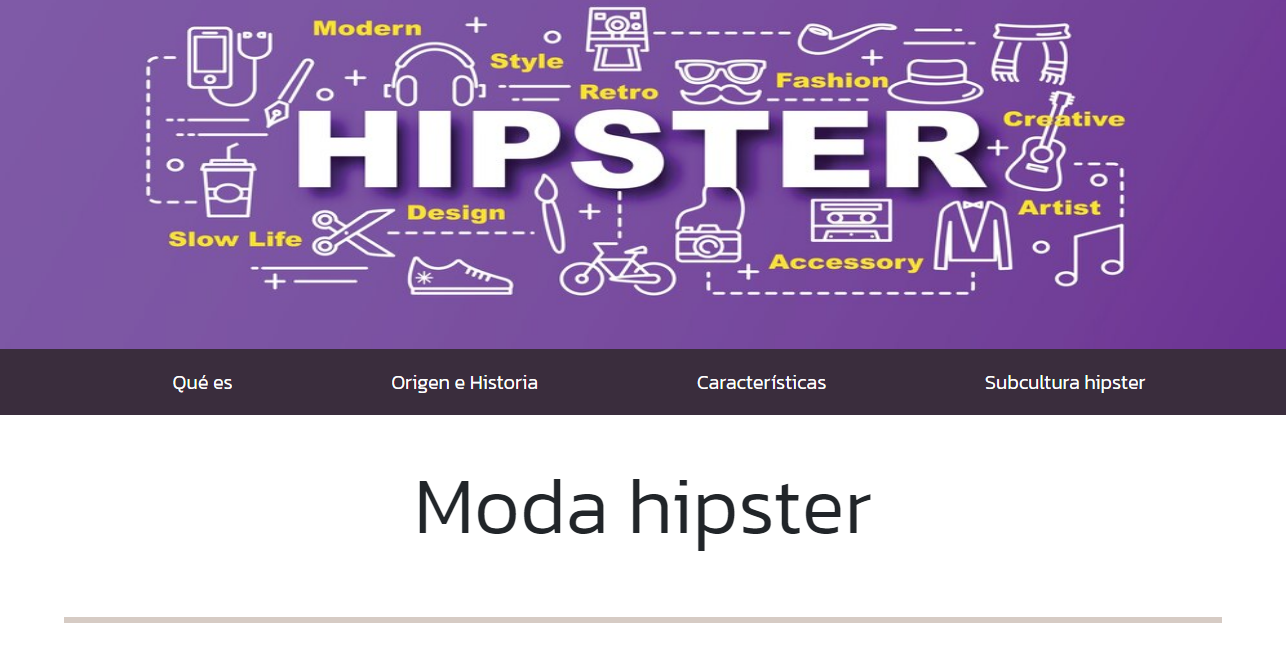 Modern
Style
Retro
Fashion
Creative
HIPSTER
Design
Slow Life
Artist
Accessory
Qué es
Origen e Historia
Características
Subcultura hipster
Moda hipster